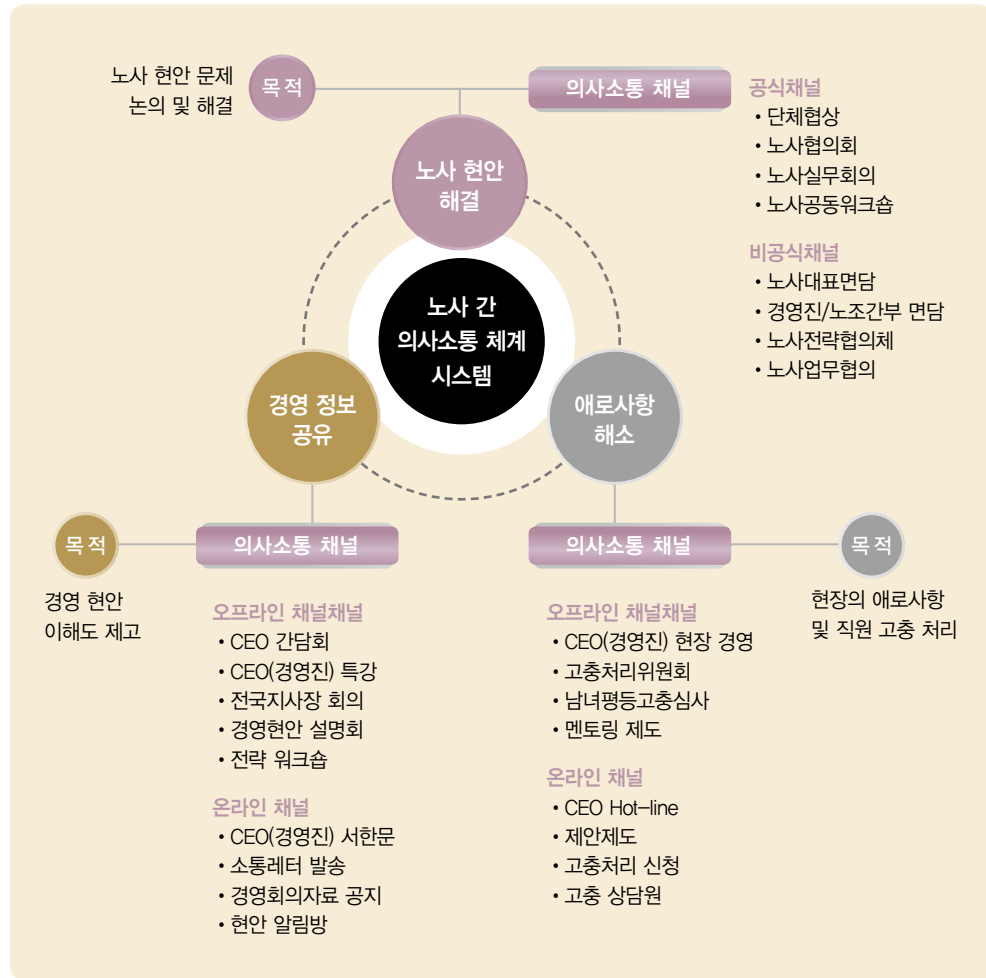 노사 현안 문제
논의 및 해결
목적
의사소통 채널
공식채널
• 단체협상
• 노사협의회
• 노사실무회의
• 노사공동워크숍
비공식채널
• 노사대표면담
• 경영진/노조간부 면담
• 노사전략협의체
• 노사업무협의
노사 현안
해결
노사 간
의사소통 체계
시스템
경영 정보
공유
애로사항
해소
목적
경영 현안
이해도 제고
의사소통 채널
오프라인 채널채널
• CEO 간담회
• CEO(경영진) 특강
• 전국지사장 회의
• 경영현안 설명회
• 전략 워크숍
온라인 채널
• CEO(경영진) 서한문
• 소통레터 발송
• 경영회의자료 공지
• 현안 알림방
의사소통 채널
오프라인 채널채널
• CEO(경영진) 현장 경영
• 고충처리위원회
• 남녀평등고충심사
• 멘토링 제도
온라인 채널
• CEO Hot-line
• 제안제도
• 고충처리 신청
• 고충 상담원
목적
현장의 애로사항
및 직원 고충 처리